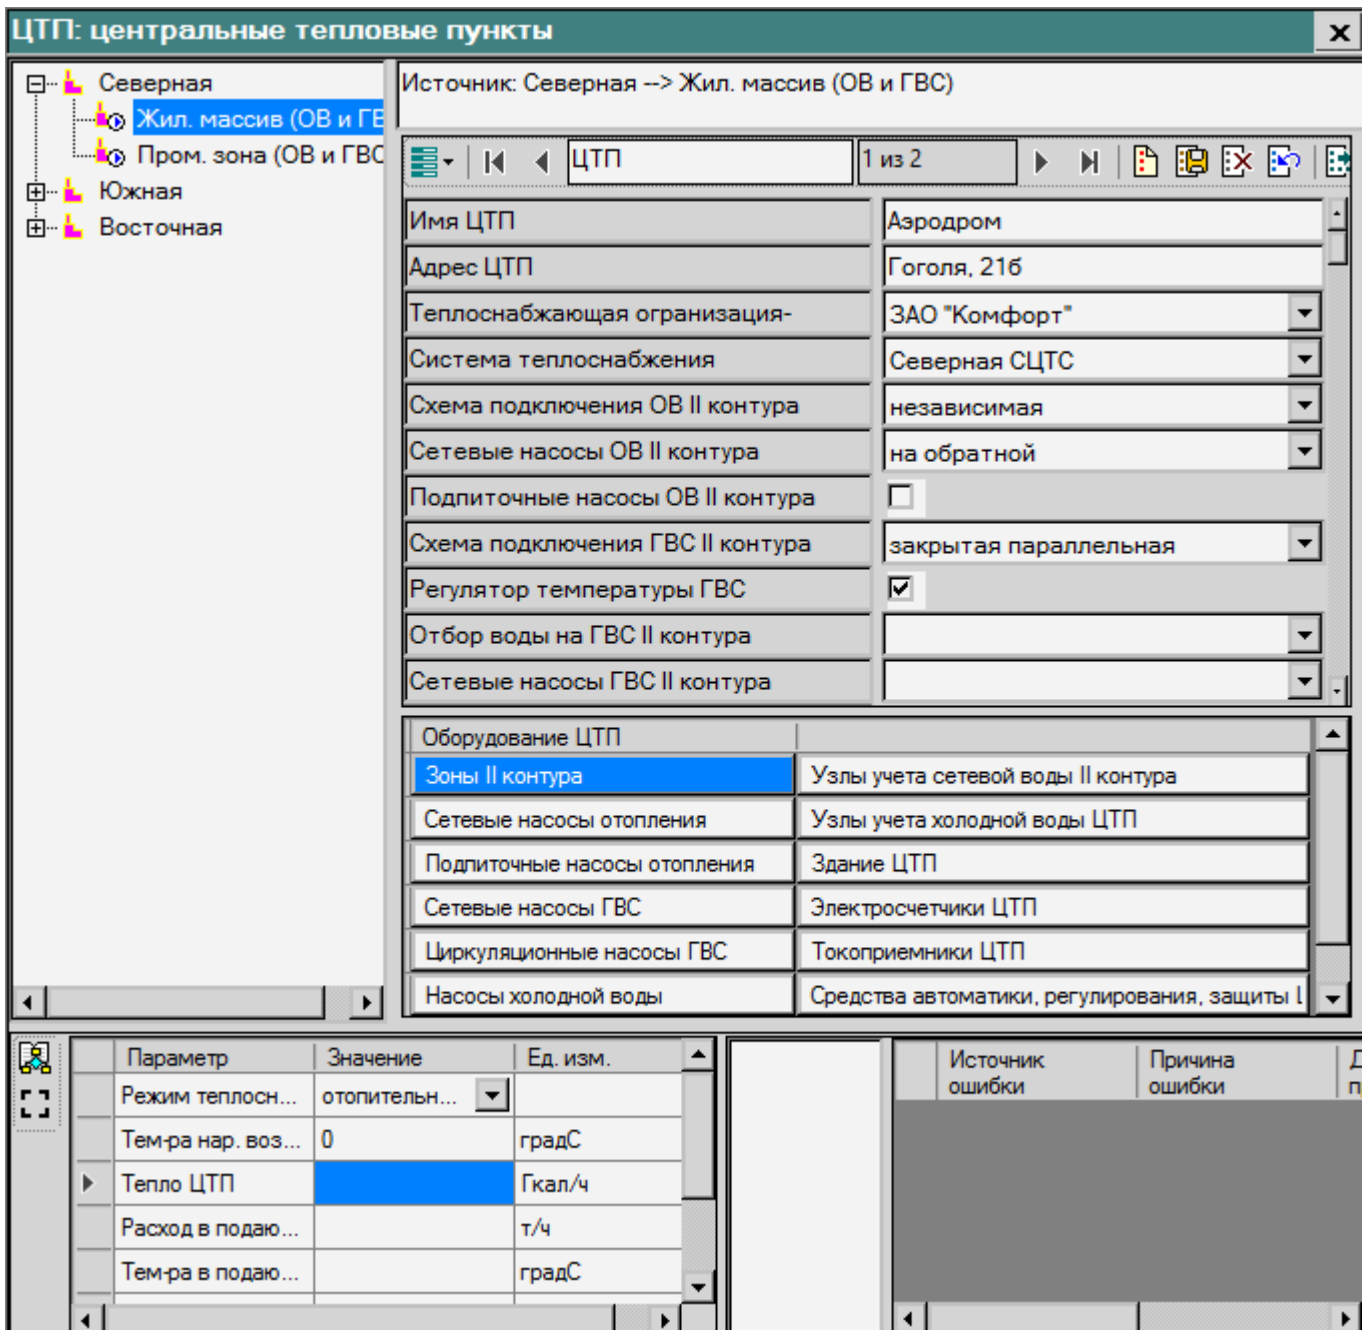 ЦТП: центральные тепловые пункты
Северная
Жил. массив (ОВ и ГВ
Пром. зона (ОВ и ГВС
Южная
Восточная
Источник: Северная --> Жил. массив (ОВ и ГВС)
ЦТП 1 из 2
Имя ЦТП Аэродром
Адрес ЦТП Гоголя, 21б
Теплоснабжающая огранизация- ЗАО "Комфорт"
Система теплоснабжения Северная СЦТС
Схема подключения ОВ II контура независимая
Сетевые насосы ОВ II контура на обратной
Подпиточные насосы ОВ II контура
Схема подключения ГВС II контура закрытая параллельная
Регулятор температуры ГВС
Отбор воды на ГВС II контура
Сетевые насосы ГВС II контура
Оборудование ЦТП
Зоны II контура Узлы учета сетевой воды II контура
Сетевые насосы отопления Узлы учета холодной воды ЦТП
Подпиточные насосы отопления Здание ЦТП
Сетевые насосы ГВС Электросчетчики ЦТП
Циркуляционные насосы ГВС Токоприемники ЦТП
Насосы холодной воды Средства автоматики, регулирования, защиты
Параметр Значение Ед. изм.
Режим теплосн... отопительн...
Тем-ра нар. воз... 0 градС
Тепло ЦТП Гкал/ч
Расход в подаю... т/ч
Тем-ра в подаю... градС
Источник ошибки
Причина ошибки